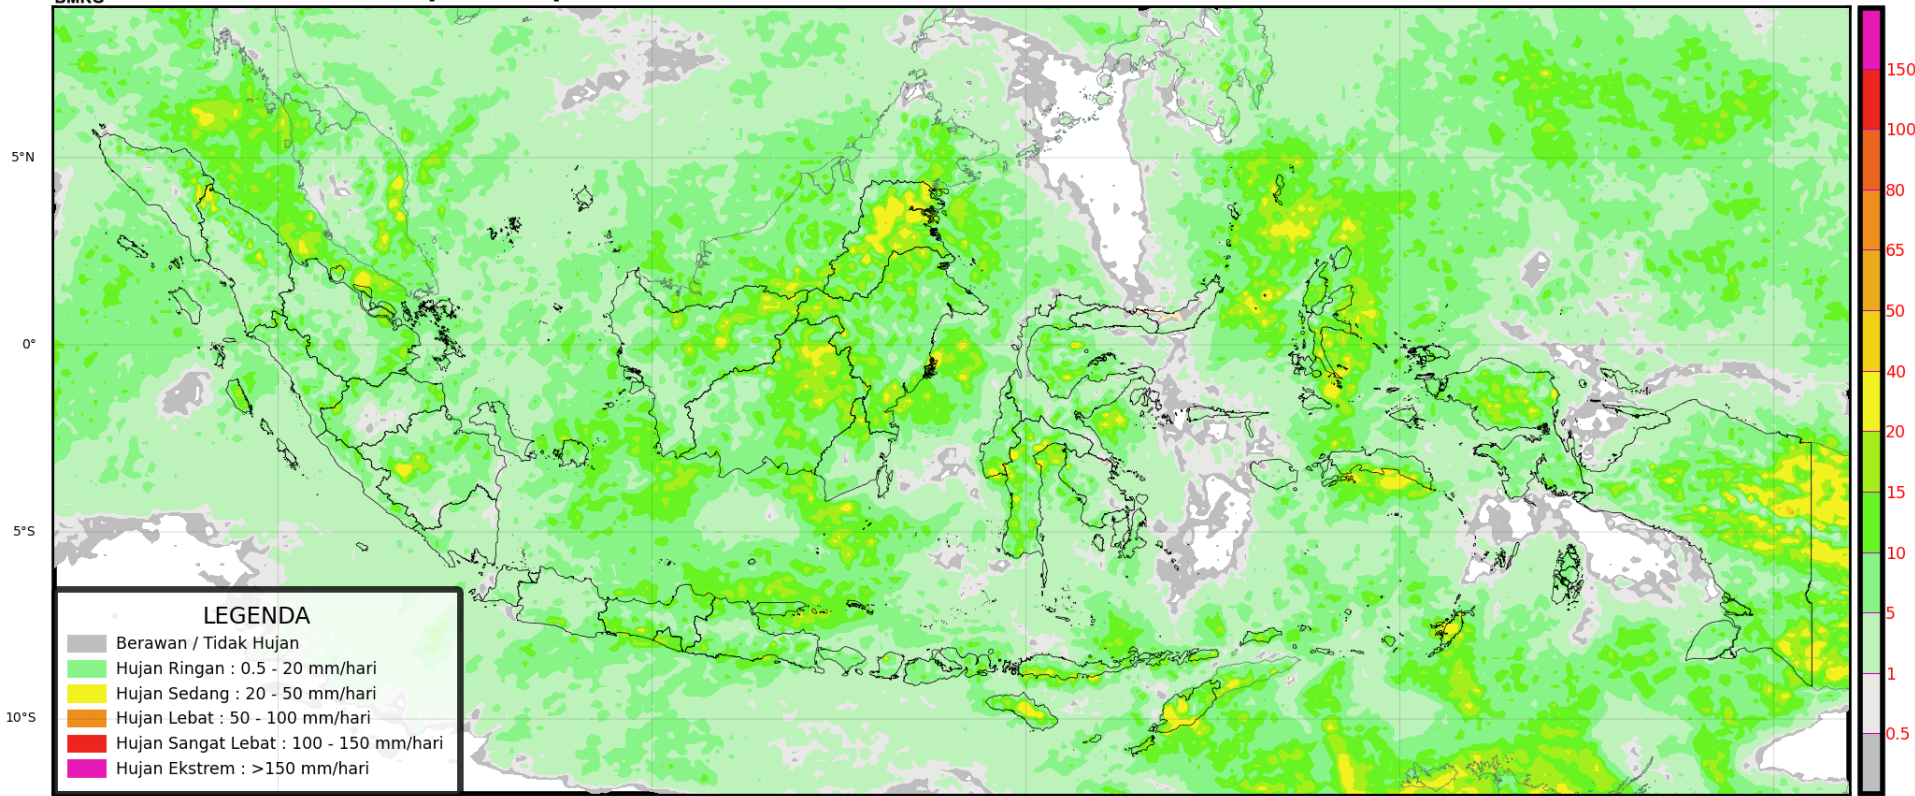 BMKG
5°N
0°
5°S
10°S
LEGENDA
Berawan / Tidak Hujan
Hujan Ringan : 0.5 - 20 mm/hari
Hujan Sedang : 20 - 50 mm/hari
Hujan Lebat : 50 - 100 mm/hari
Hujan Sangat Lebat : 100 - 150 mm/hari
Hujan Ekstrem : >150 mm/hari
150
100
80
65
50
40
20
15
10
5
1
0.5